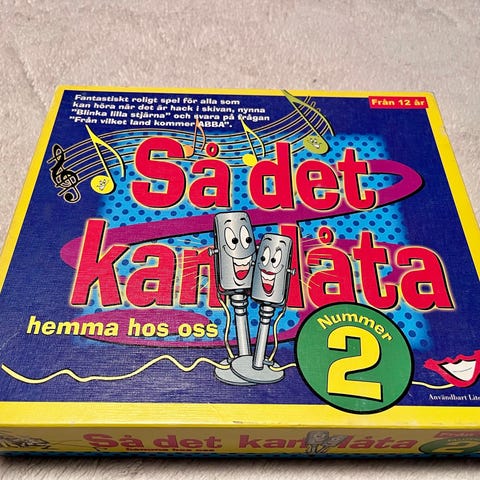 Fantastiskt roligt spel för alla som
kan höra när det är hack i skivan, nynna
"Blinka lilla stjärna" och svara på frågan
"Från vilket land kommer ABBA".
Från 12 år
Så det
kan låta
hemma hos oss
Nummer
2
Användbart
Så det kan låta
hemma hos oss
Från
2